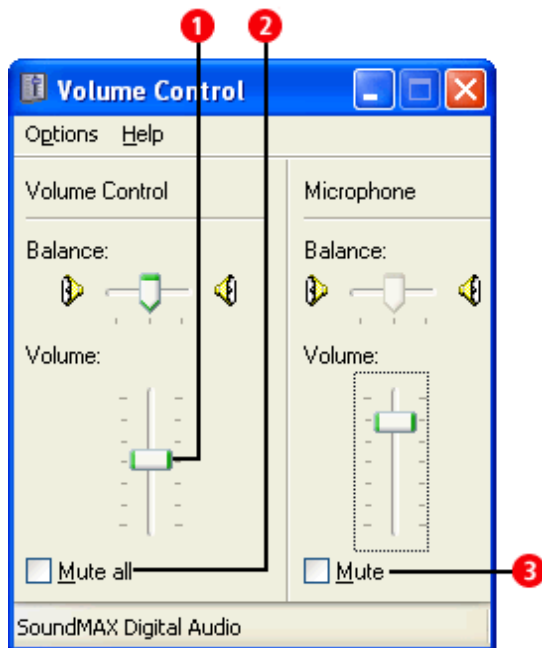 1 2
Volume Control
Options Help
Volume Control Microphone
Balance: Balance:
Volume: Volume:
Mute all Mute 3
SoundMAX Digital Audio